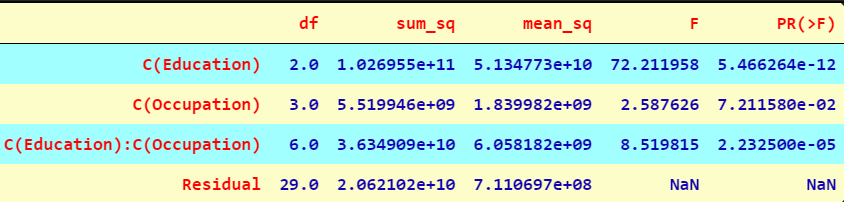 df sum_sq mean_sq F PR(>F)
C(Education) 2.0 1.026955e+11 5.134773e+10 72.211958 5.466264e-12
C(Occupation) 3.0 5.519946e+09 1.839982e+09 2.587626 7.211580e-02
C(Education):C(Occupation) 6.0 3.634909e+10 6.058182e+09 8.519815 2.232500e-05
Residual 29.0 2.062102e+10 7.110697e+08 NaN NaN